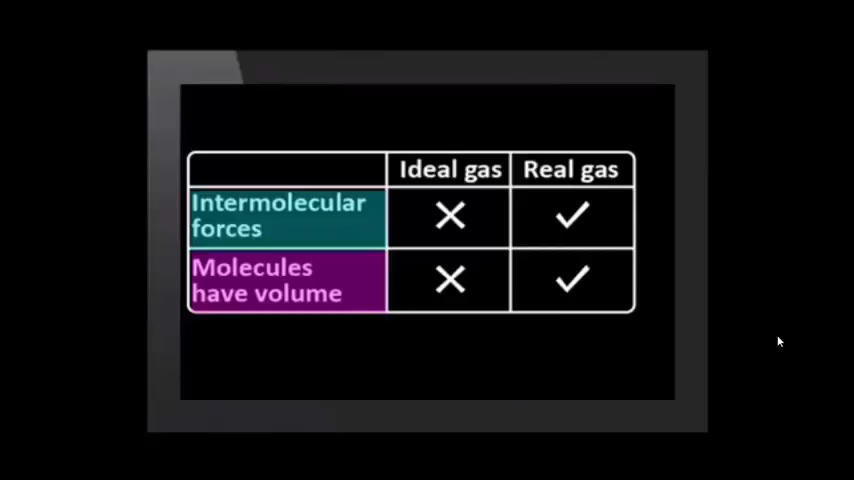 Ideal gas Real gas
Intermolecular
forces
Molecules
have volume